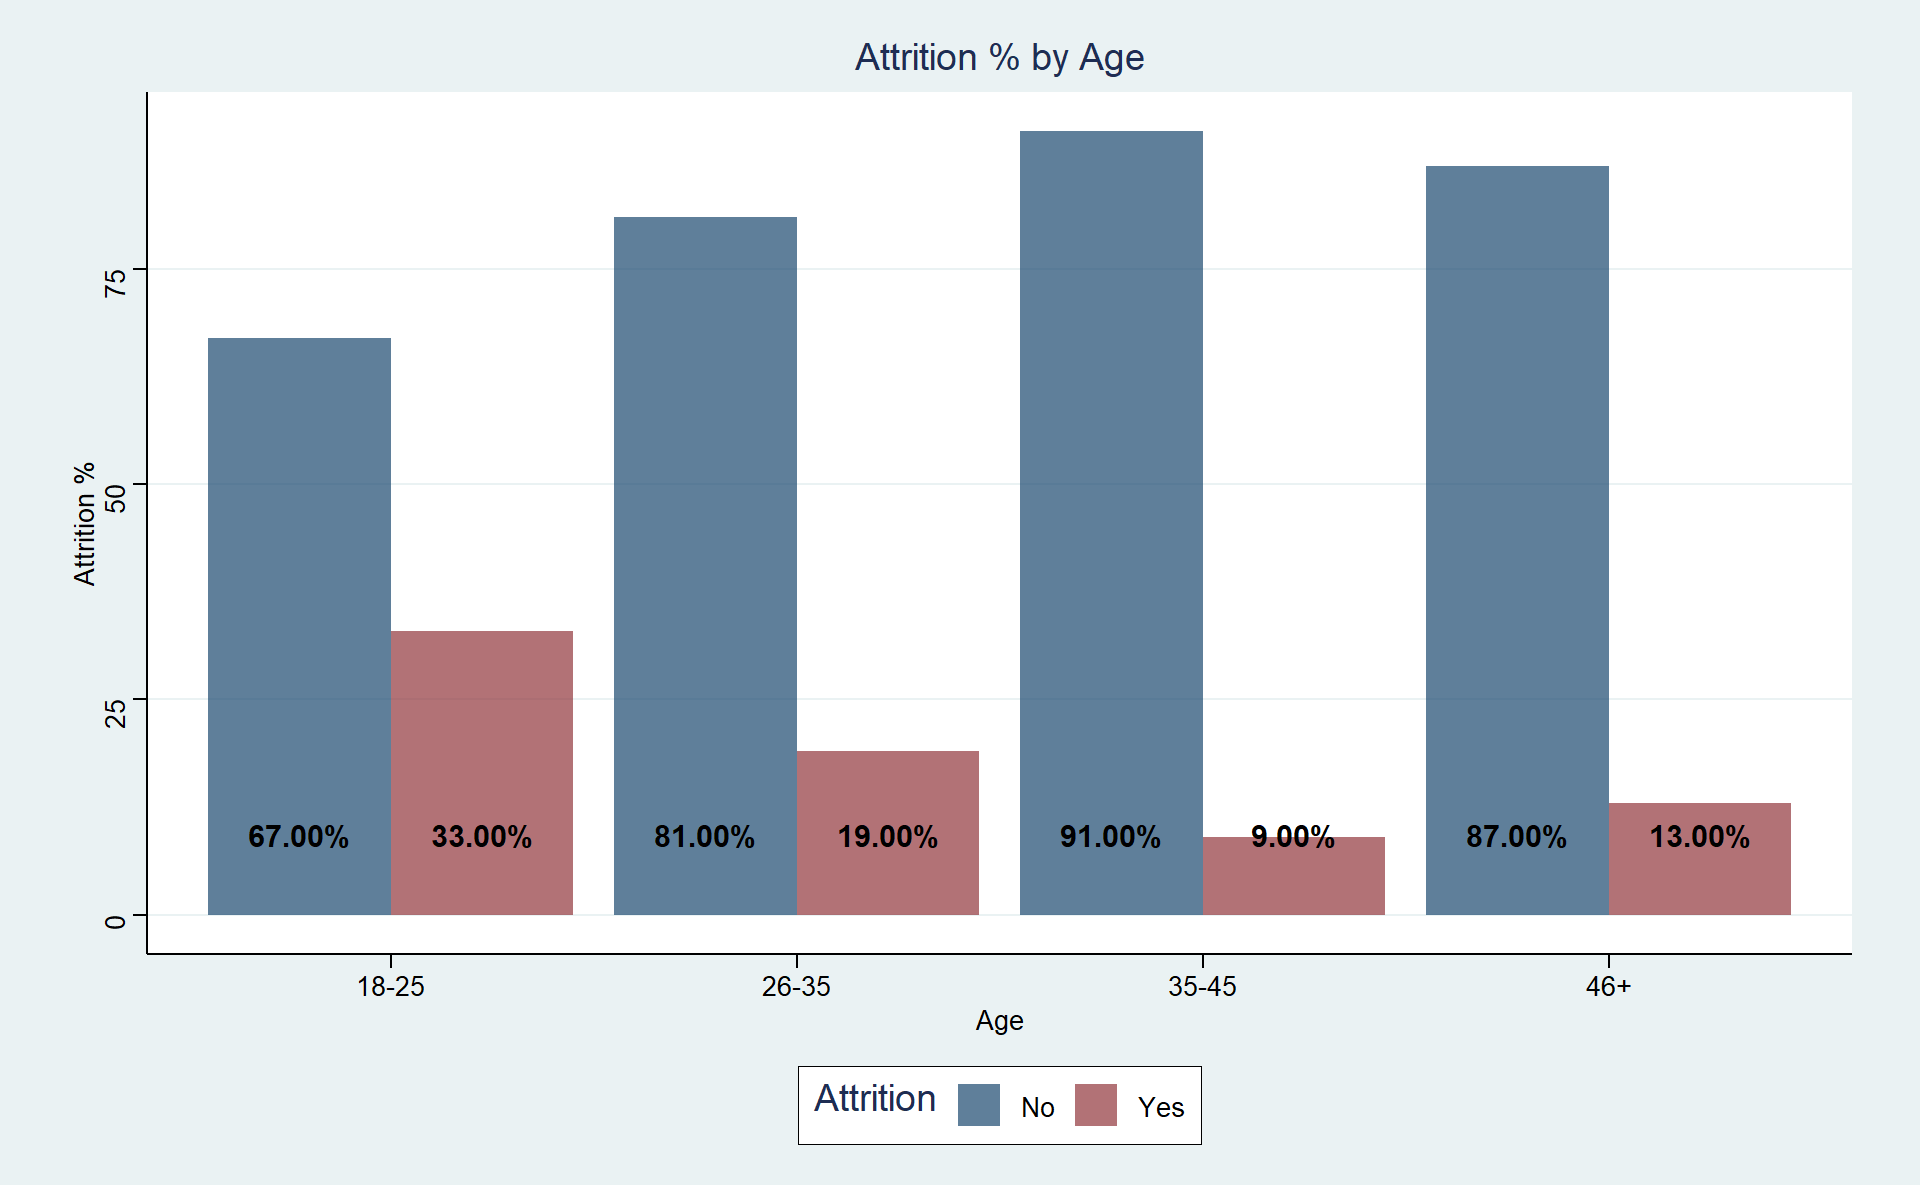 Attrition % by Age
Attrition %
75
50
25
0
67.00% 33.00% 81.00% 19.00% 91.00% 9.00% 87.00% 13.00%
18-25 26-35 35-45 46+
Age
Attrition No Yes